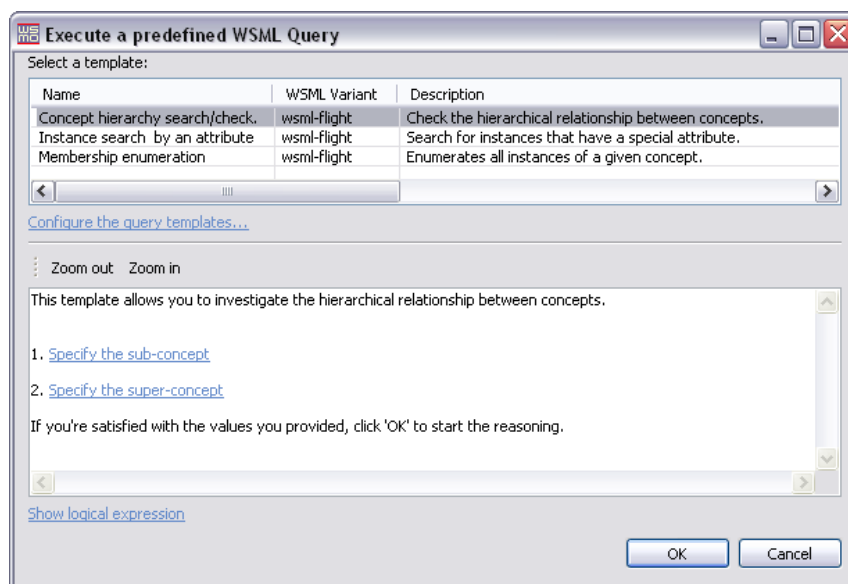 WSMO Execute a predefined WSML Query
Select a template:
Name WSML Variant Description
Concept hierarchy search/check. wsml-flight Check the hierarchical relationship between concepts.
Instance search by an attribute wsml-flight Search for instances that have a special attribute.
Membership enumeration wsml-flight Enumerates all instances of a given concept.
Configure the query templates...
Zoom out Zoom in
This template allows you to investigate the hierarchical relationship between concepts.
1. Specify the sub-concept
2. Specify the super-concept
If you're satisfied with the values you provided, click 'OK' to start the reasoning.
Show logical expression
OK Cancel